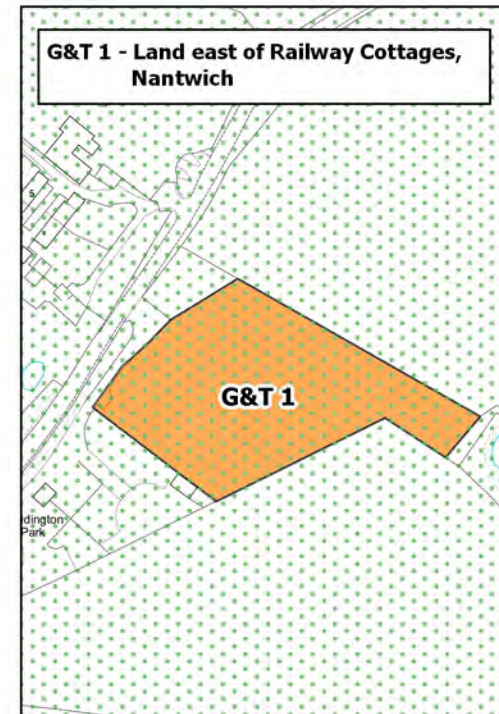 G&T 1 - Land east of Railway Cottages,
Nantwich
5
G&T 1
dington
Park